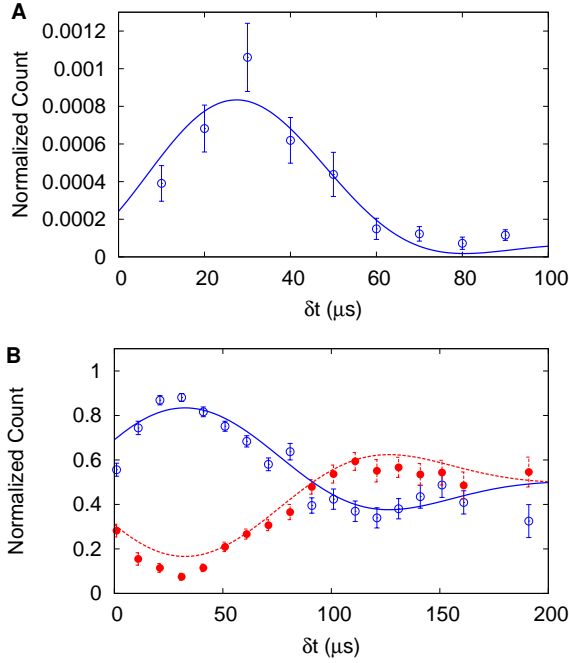 A
Normalized Count
0.0012
0.001
0.0008
0.0006
0.0004
0.0002
0
0 20 40 60 80 100
δt (μs)
B
Normalized Count
1
0.8
0.6
0.4
0.2
0
0 50 100 150 200
δt (μs)